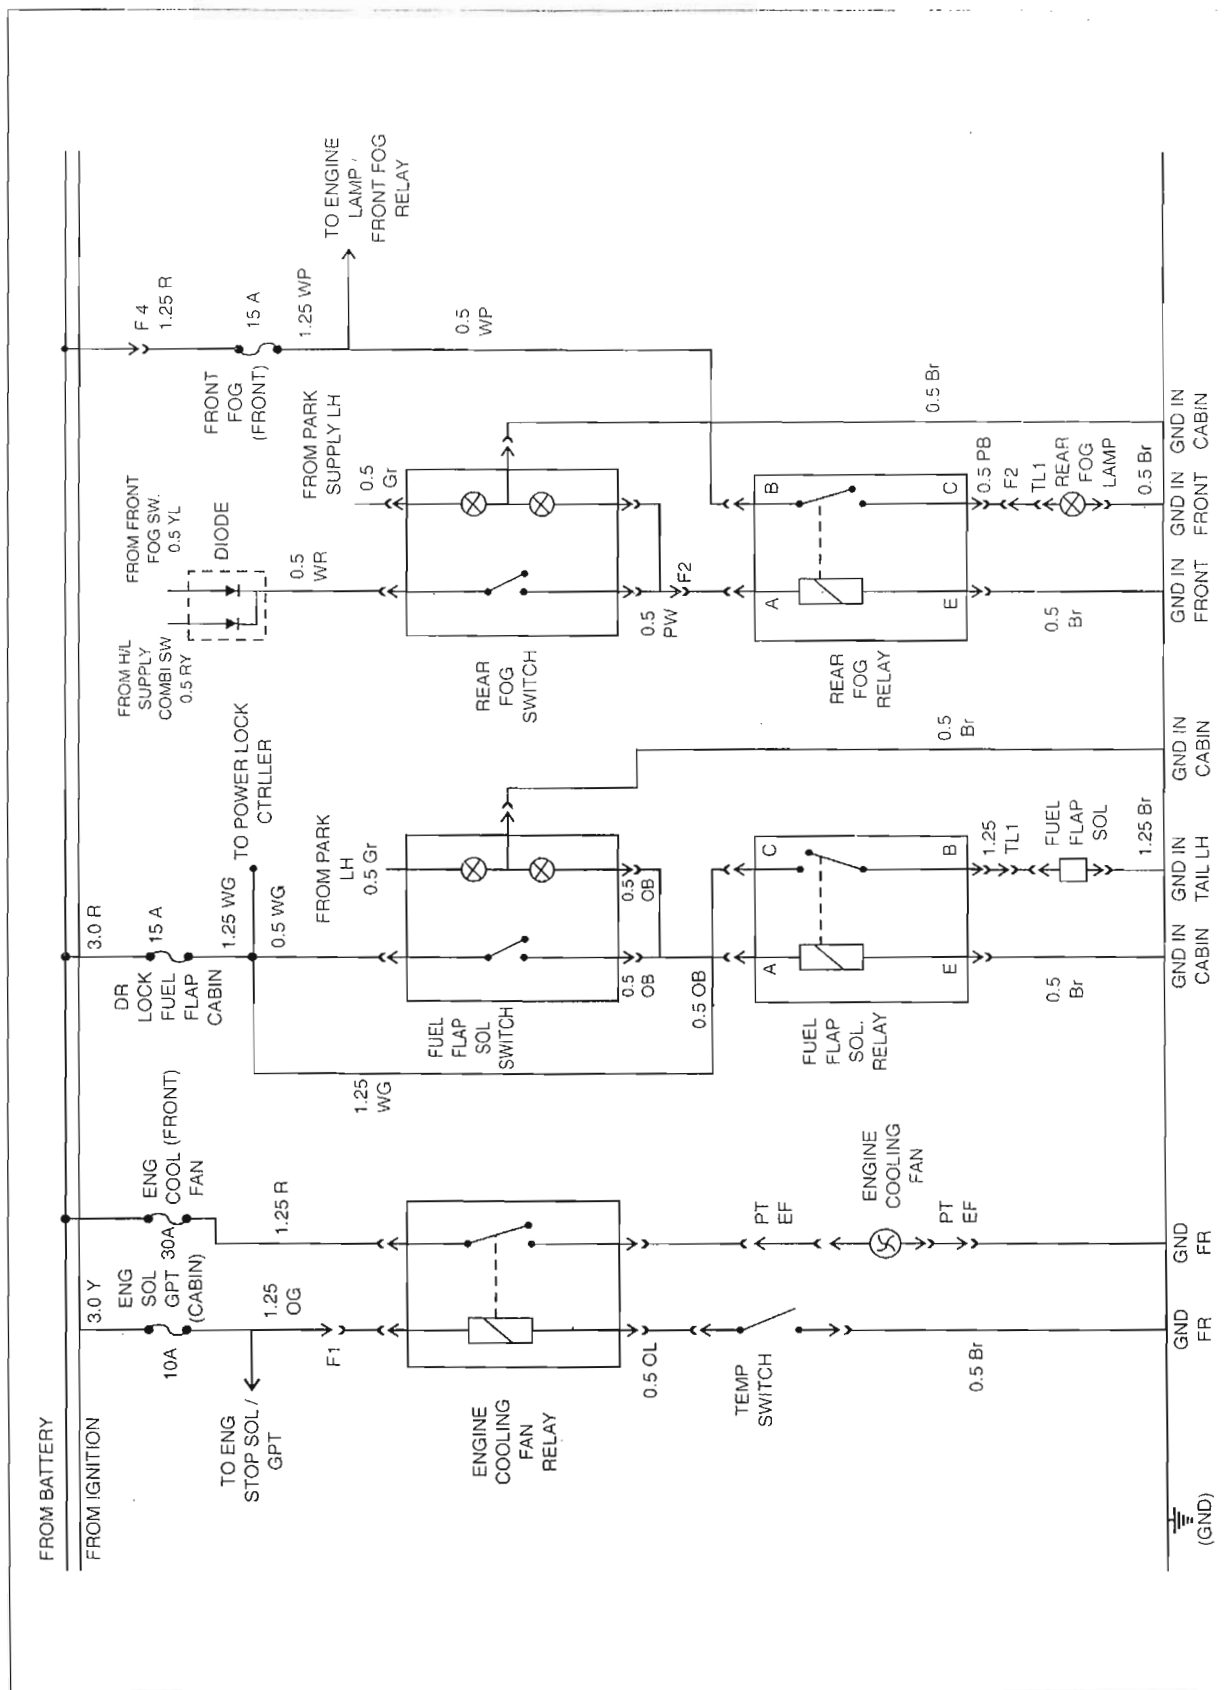 FROM BATTERY
FROM IGNITION
3.0 Y
ENG
SOL
GPT
(CABIN)
10A
30A
ENG
COOL (FRONT)
FAN
TO ENG
STOP SOL /
GPT
1.25
OG
F1
1.25 R
ENGINE
COOLING
FAN
RELAY
0.5 OL
TEMP
SWITCH
0.5 Br
PT
EF
ENGINE
COOLING
FAN
PT
EF
GND
FR
GND
FR
(GND)
3.0 R
DR
LOCK
FUEL
FLAP
CABIN
15 A
1.25 WG
TO POWER LOCK
CTRLLER
0.5 WG
1.25
WG
FROM PARK
LH
0.5 Gr
FUEL
FLAP
SOL
SWITCH
0.5
OB
0.5
OB
0.5 OB
A
C
E
B
FUEL
FLAP
SOL.
RELAY
0.5
Br
0.5
Br
1.25
TL1
FUEL
FLAP
SOL
1.25 Br
GND IN
CABIN
GND IN
TAIL LH
GND IN
CABIN
FROM H/L
SUPPLY
COMBI SW
0.5 RY
FROM FRONT
FOG SW.
0.5 YL
DIODE
0.5
WR
FROM PARK
SUPPLY LH
0.5
Gr
REAR
FOG
SWITCH
0.5
PW
F2
A
B
E
C
REAR
FOG
RELAY
0.5
Br
0.5 PB
F2
TL1
REAR
FOG
LAMP
0.5 Br
0.5 Br
GND IN
FRONT
GND IN
FRONT
GND IN
CABIN
F 4
1.25 R
FRONT
FOG
(FRONT)
15 A
1.25 WP
TO ENGINE
LAMP /
FRONT FOG
RELAY
0.5
WP